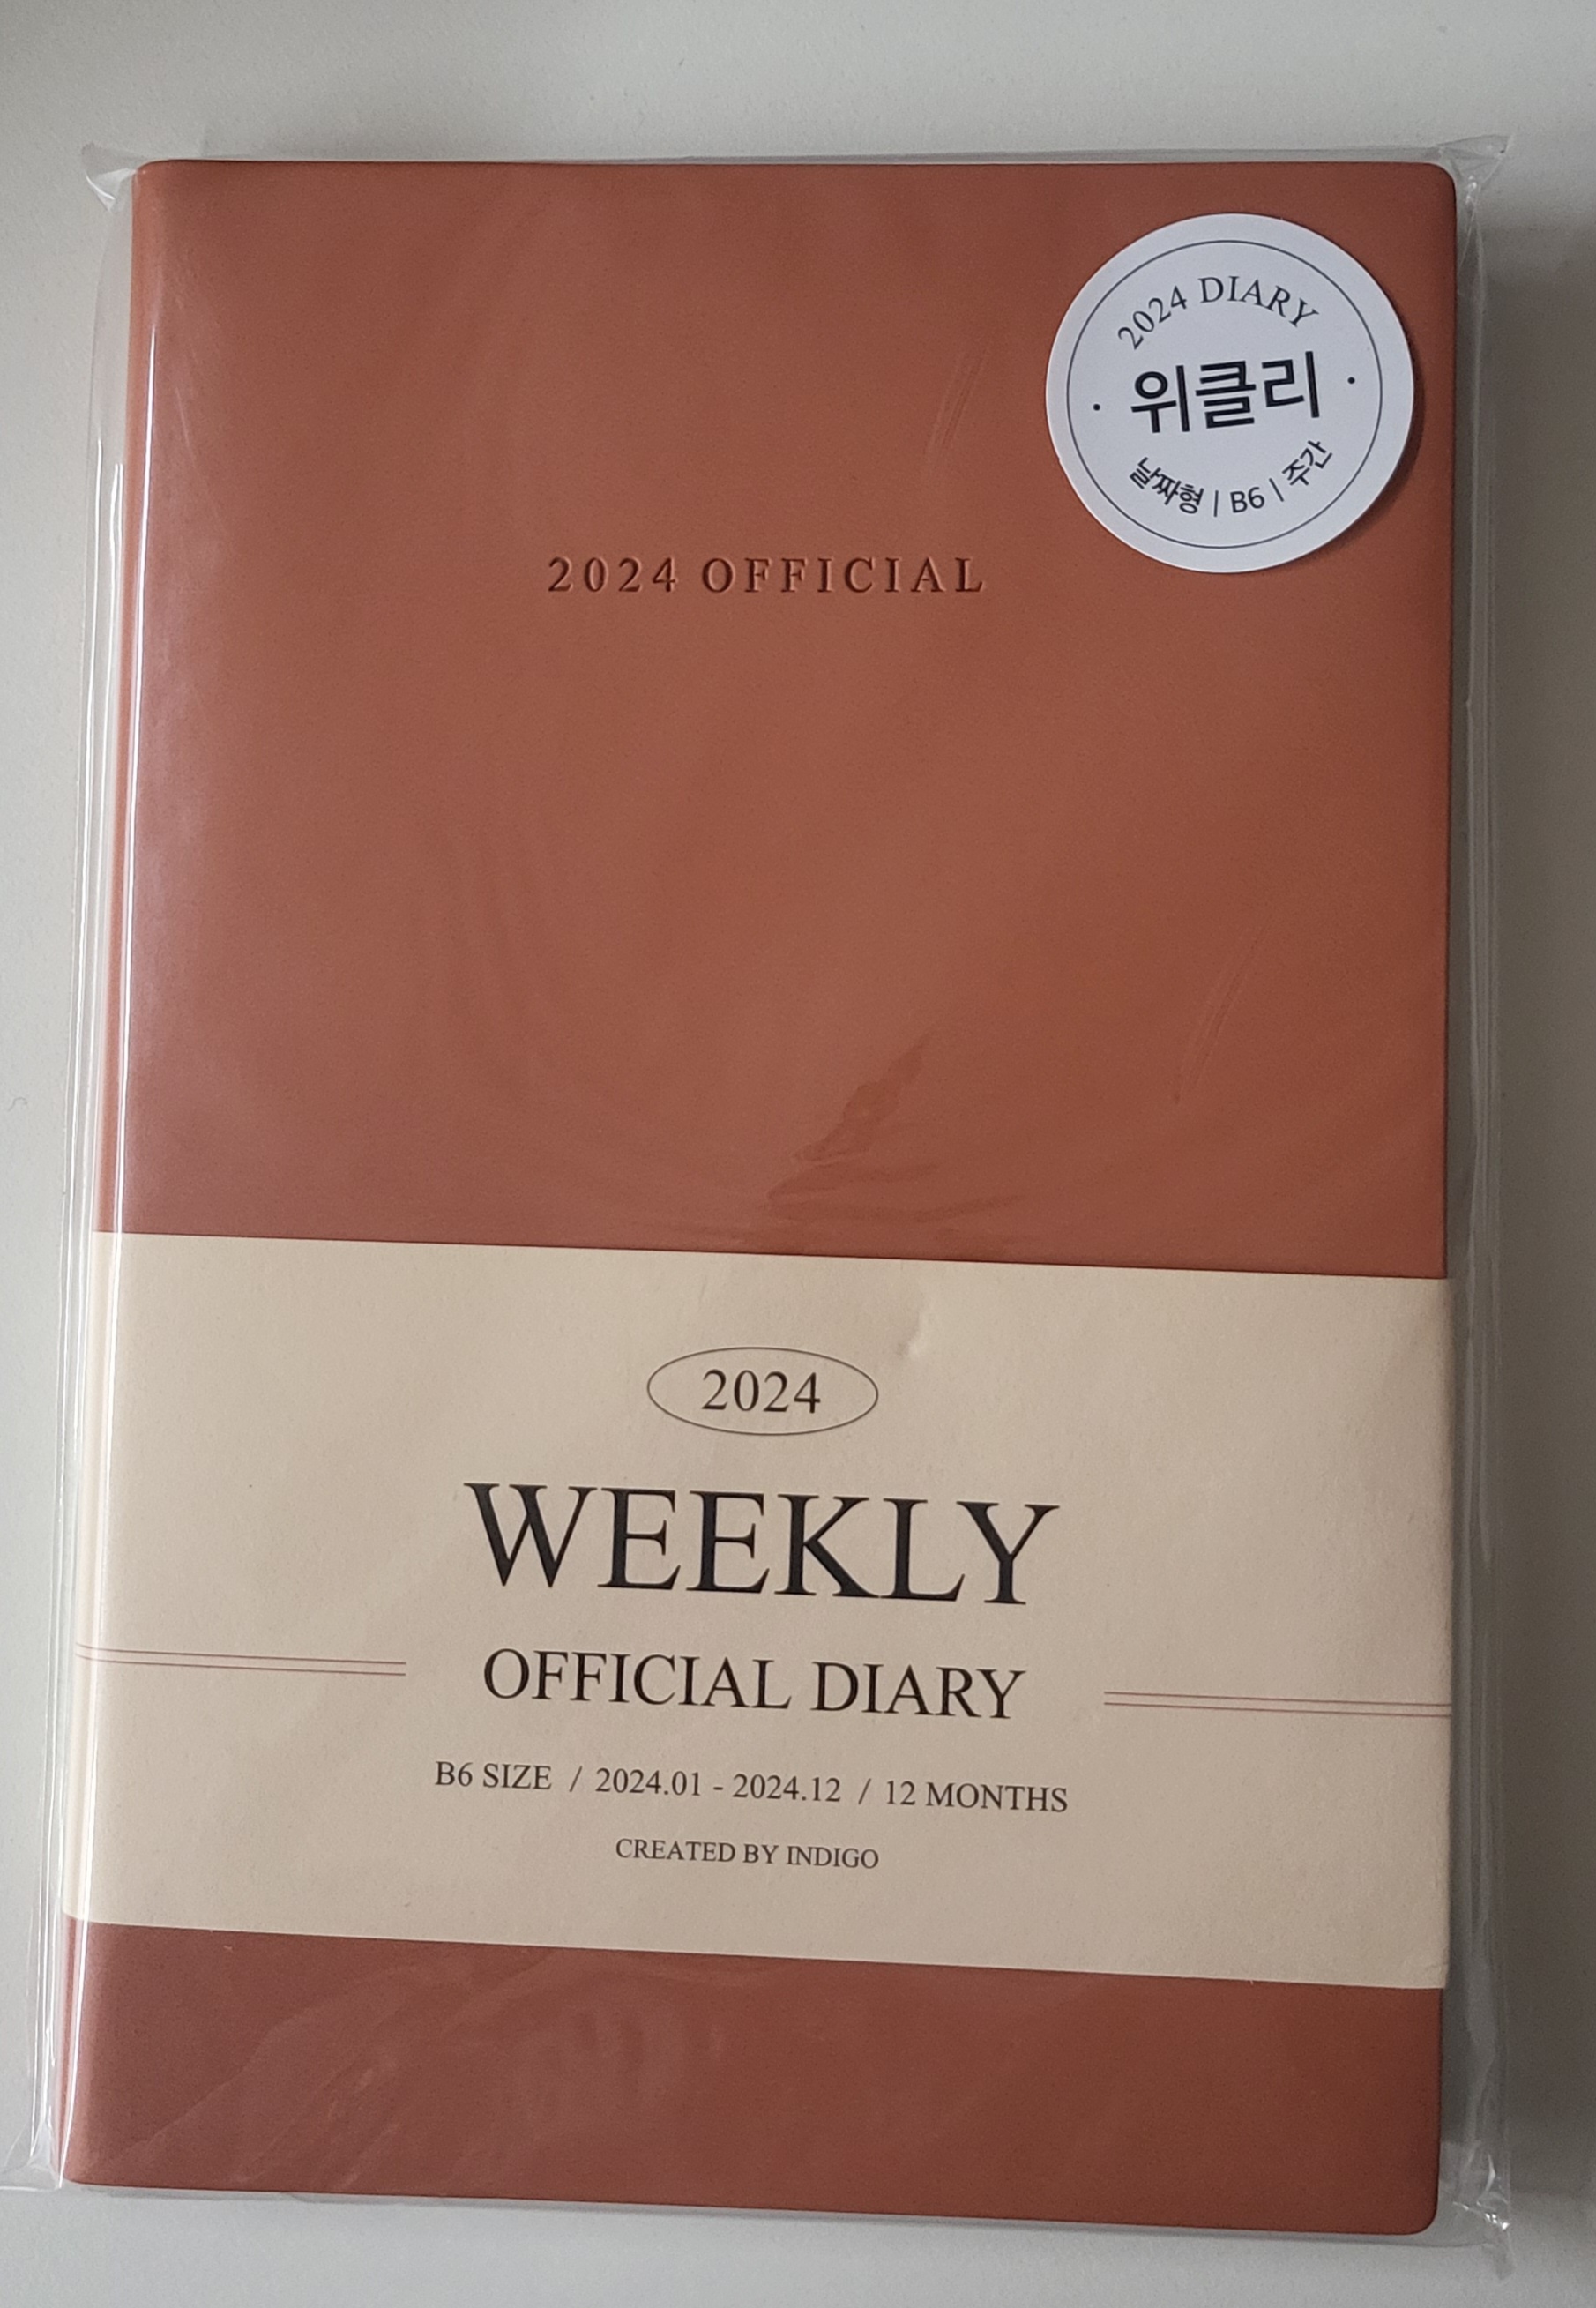 2024 DIARY
위클리
날짜형 | B6 | 주간
2024 OFFICIAL
2024
WEEKLY
OFFICIAL DIARY
B6 SIZE / 2024.01 - 2024.12 / 12 MONTHS
CREATED BY INDIGO